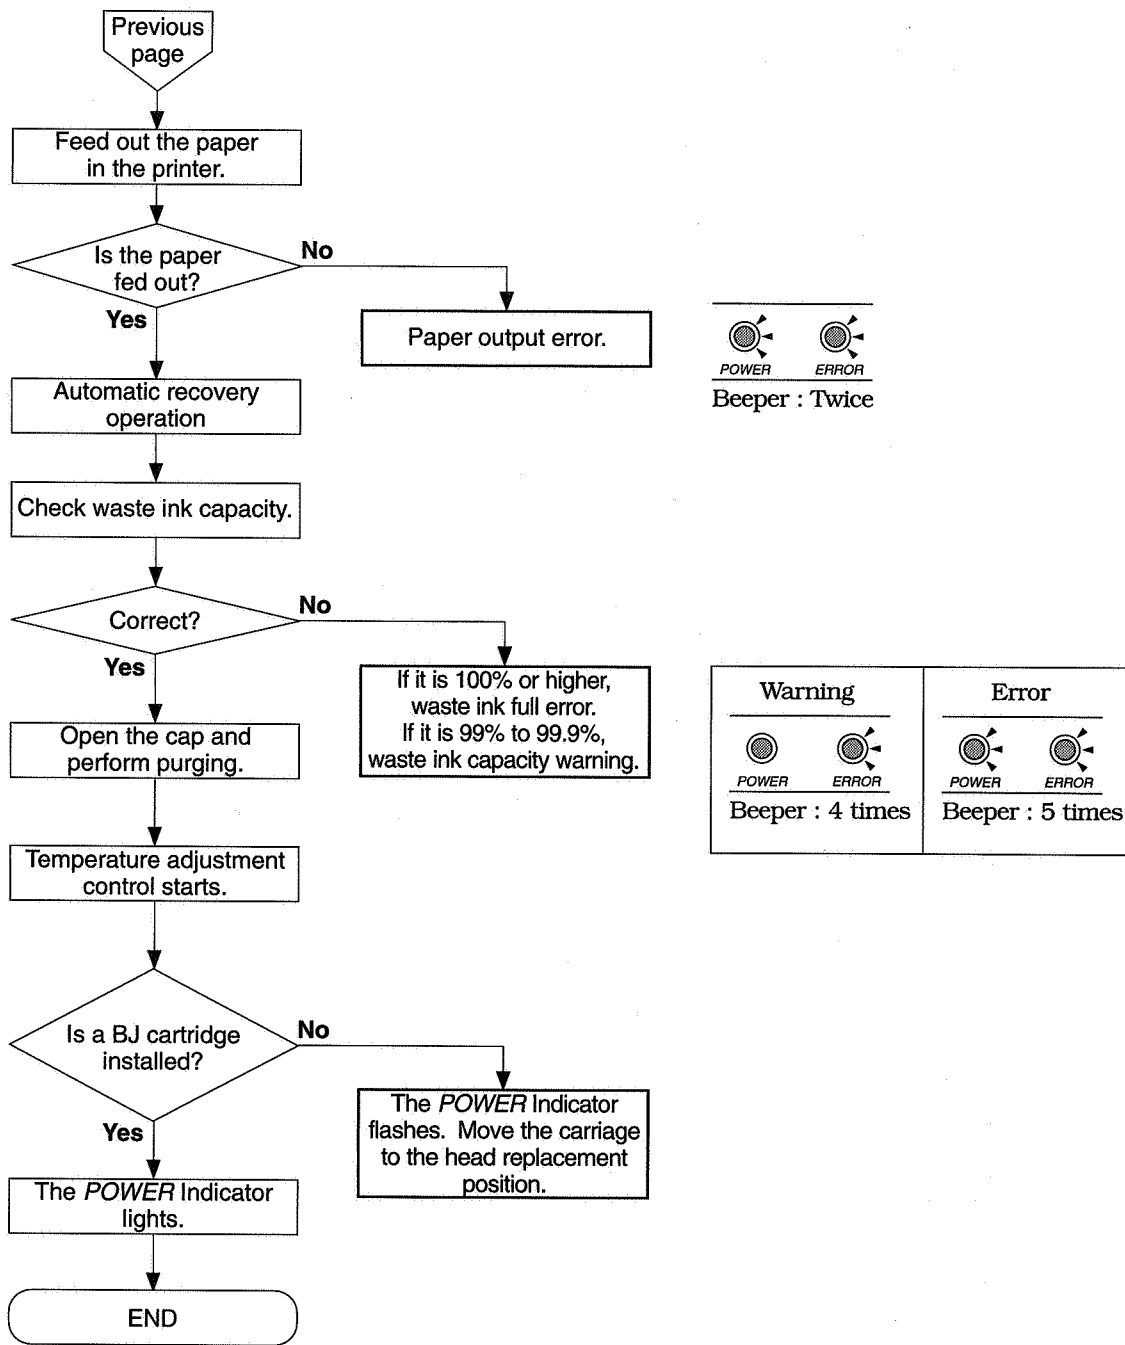 Previous
page
Feed out the paper
in the printer.
Is the paper
fed out?
No
Yes
Paper output error.
POWER
ERROR
Beeper : Twice
Automatic recovery
operation
Check waste ink capacity.
Correct?
No
Yes
If it is 100% or higher,
waste ink full error.
If it is 99% to 99.9%,
waste ink capacity warning.
Warning
POWER
ERROR
Beeper : 4 times
Error
POWER
ERROR
Beeper : 5 times
Open the cap and
perform purging.
Temperature adjustment
control starts.
Is a BJ cartridge
installed?
No
Yes
The POWER Indicator
flashes. Move the carriage
to the head replacement
position.
The POWER Indicator
lights.
END